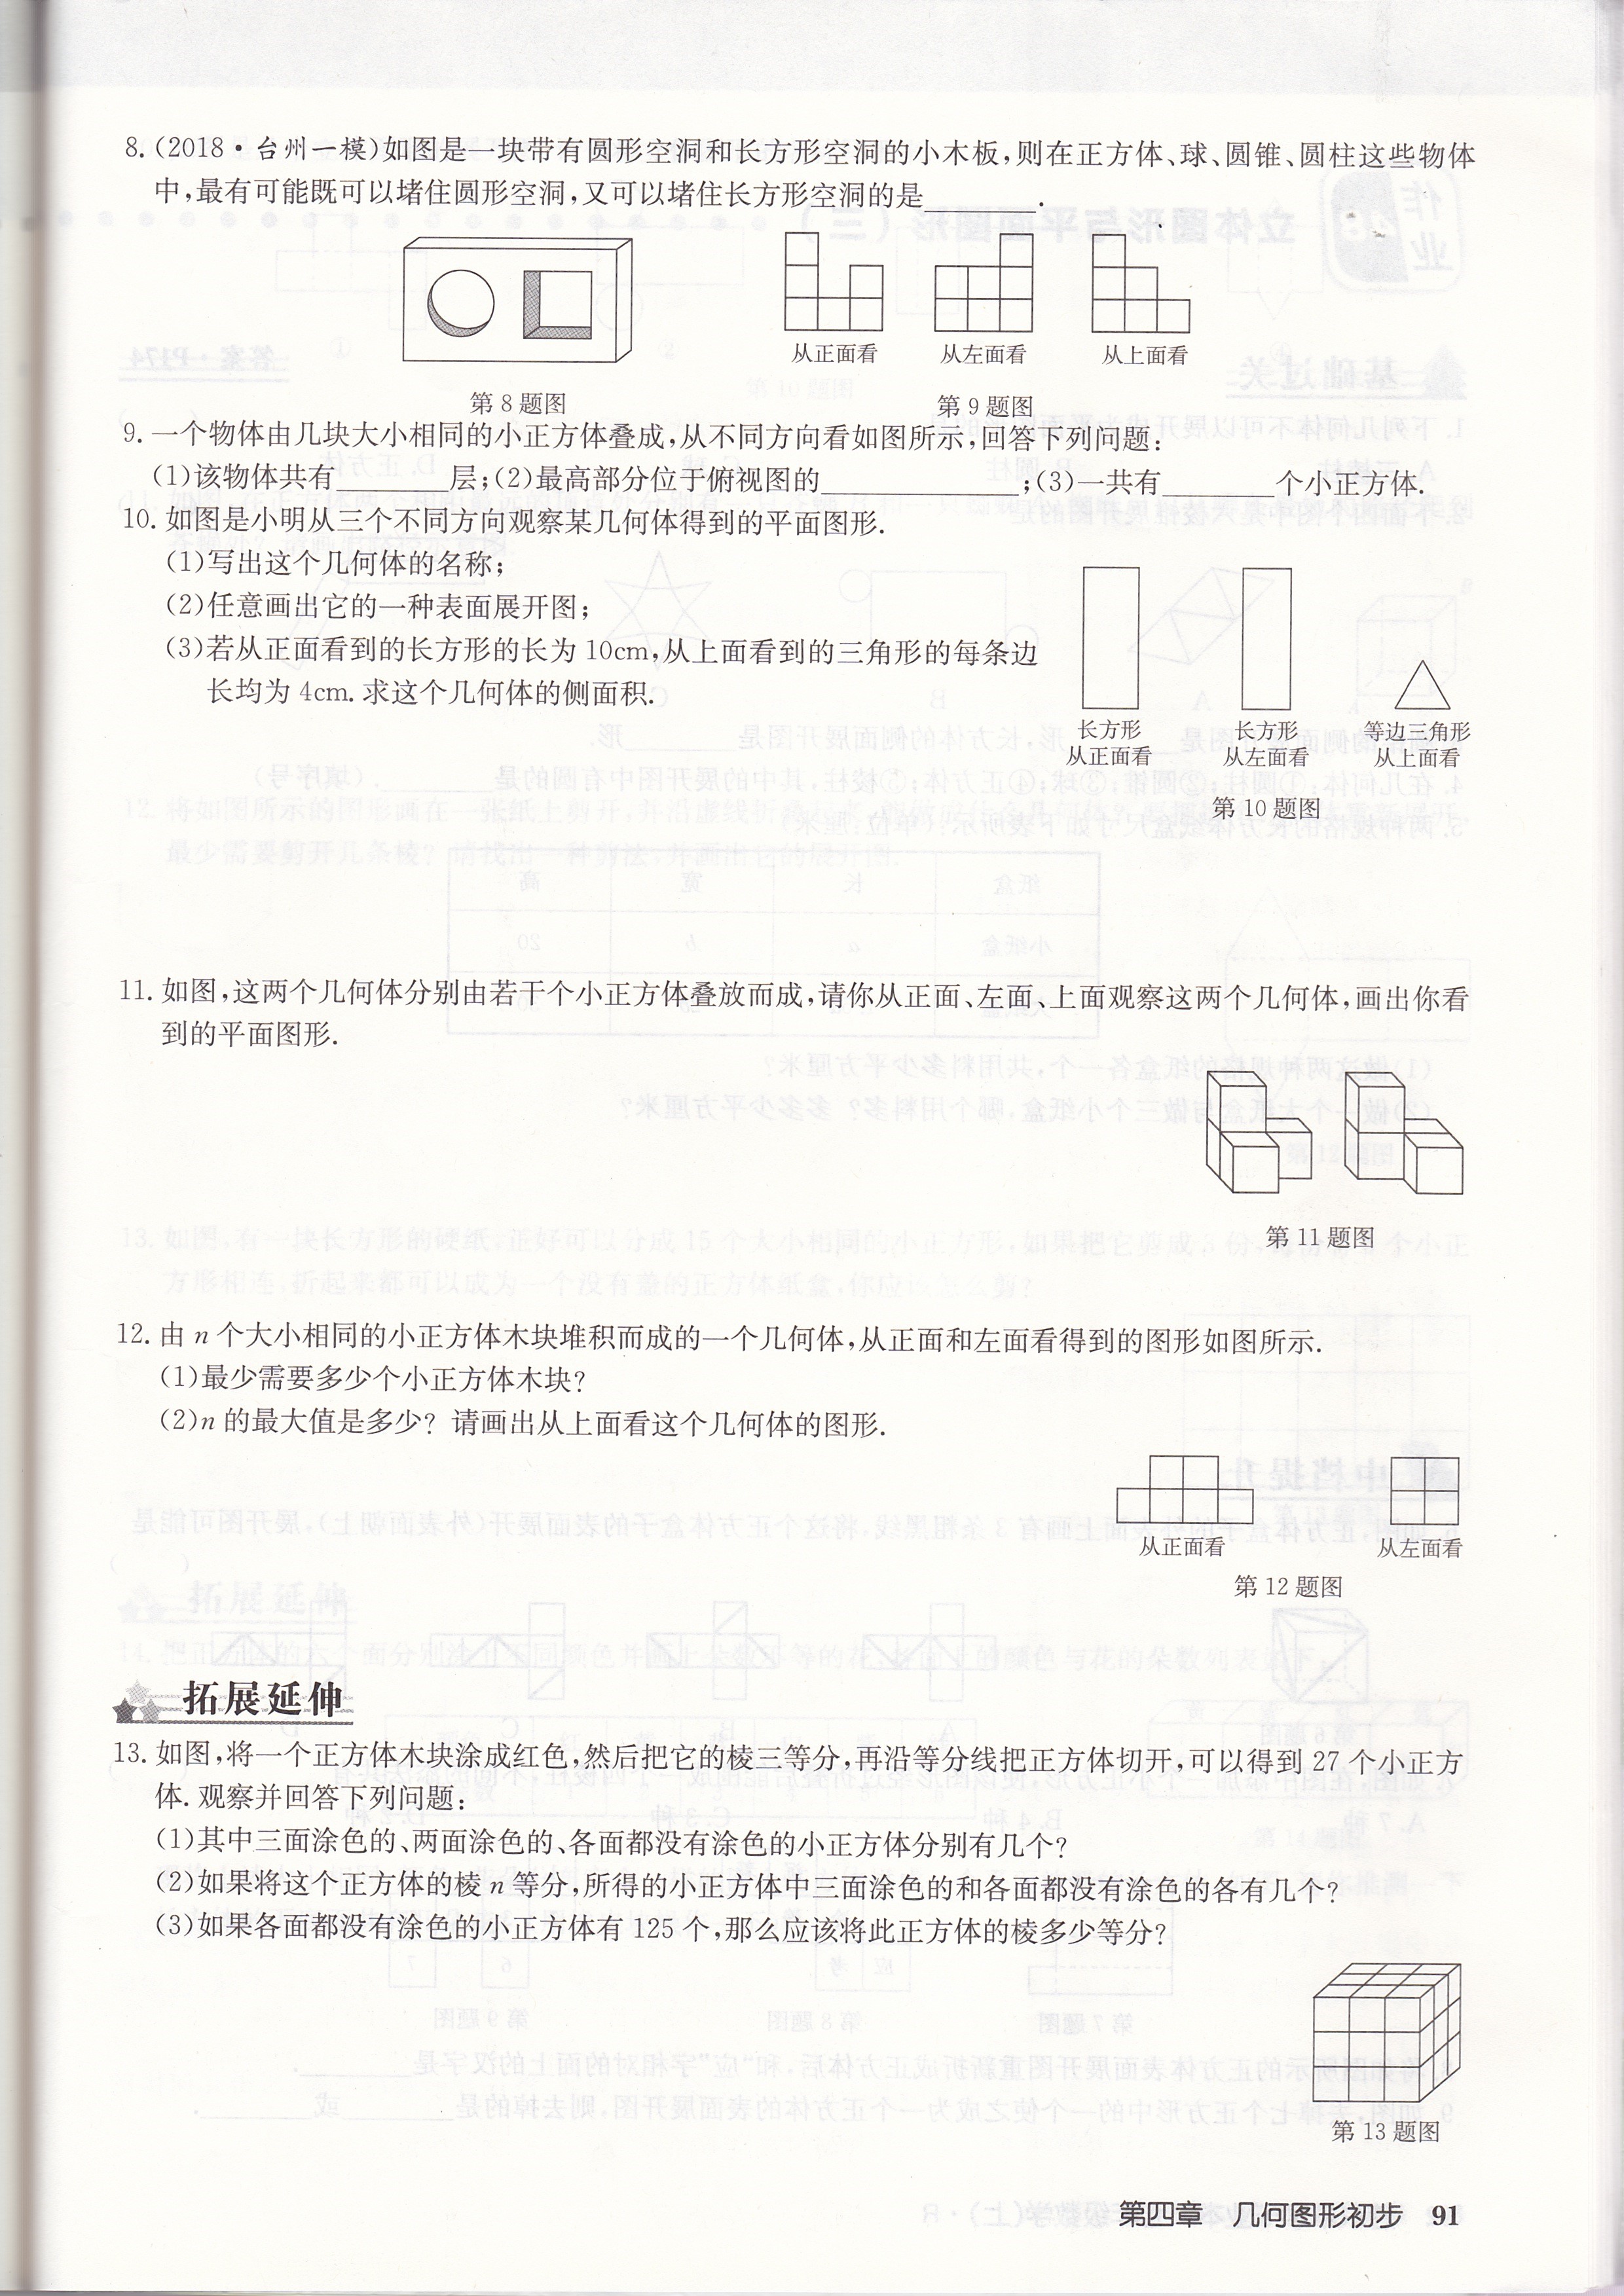 8. (2018·台州一模)如图是一块带有圆形空洞和长方形空洞的小木板,则在正方体、球、圆锥、圆柱这些物体
中,最有可能既可以堵住圆形空洞,又可以堵住长方形空洞的是________.
从正面看 从左面看 从上面看
第8题图 第9题图
9. 一个物体由几块大小相同的小正方体叠成,从不同方向看如图所示,回答下列问题:
(1)该物体共有________层;(2)最高部分位于俯视图的______________;(3)一共有________个小正方体.
10. 如图是小明从三个不同方向观察某几何体得到的平面图形.
(1)写出这个几何体的名称;
(2)任意画出它的一种表面展开图;
(3)若从正面看到的长方形的长为10cm,从上面看到的三角形的每条边
长均为4cm. 求这个几何体的侧面积.
长方形 长方形 等边三角形
从正面看 从左面看 从上面看
第10题图
11. 如图,这两个几何体分别由若干个小正方体叠放而成,请你从正面、左面、上面观察这两个几何体,画出你看
到的平面图形.
第11题图
12. 由n个大小相同的小正方体木块堆积而成的一个几何体,从正面和左面看得到的图形如图所示.
(1)最少需要多少个小正方体木块?
(2)n的最大值是多少? 请画出从上面看这个几何体的图形.
从正面看 从左面看
第12题图
拓展延伸
13. 如图,将一个正方体木块涂成红色,然后把它的棱三等分,再沿等分线把正方体切开,可以得到27个小正方
体. 观察并回答下列问题:
(1)其中三面涂色的、两面涂色的、各面都没有涂色的小正方体分别有几个?
(2)如果将这个正方体的棱n等分,所得的小正方体中三面涂色的和各面都没有涂色的各有几个?
(3)如果各面都没有涂色的小正方体有125个,那么应该将此正方体的棱多少等分?
第13题图
第四章 几何图形初步 91